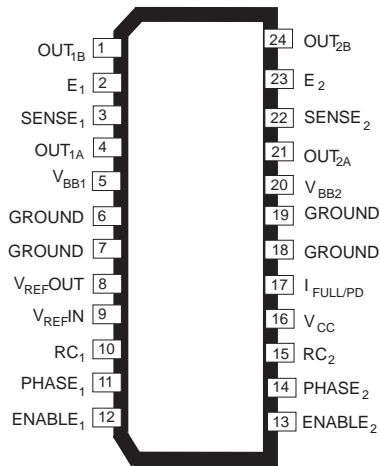 OUT1B 1 24 OUT2B
E1 2 23 E2
SENSE1 3 22 SENSE2
OUT1A 4 21 OUT2A
VBB1 5 20 VBB2
GROUND 6 19 GROUND
GROUND 7 18 GROUND
VREFOUT 8 17 IFULL/PD
VREFIN 9 16 VCC
RC1 10 15 RC2
PHASE1 11 14 PHASE2
ENABLE1 12 13 ENABLE2